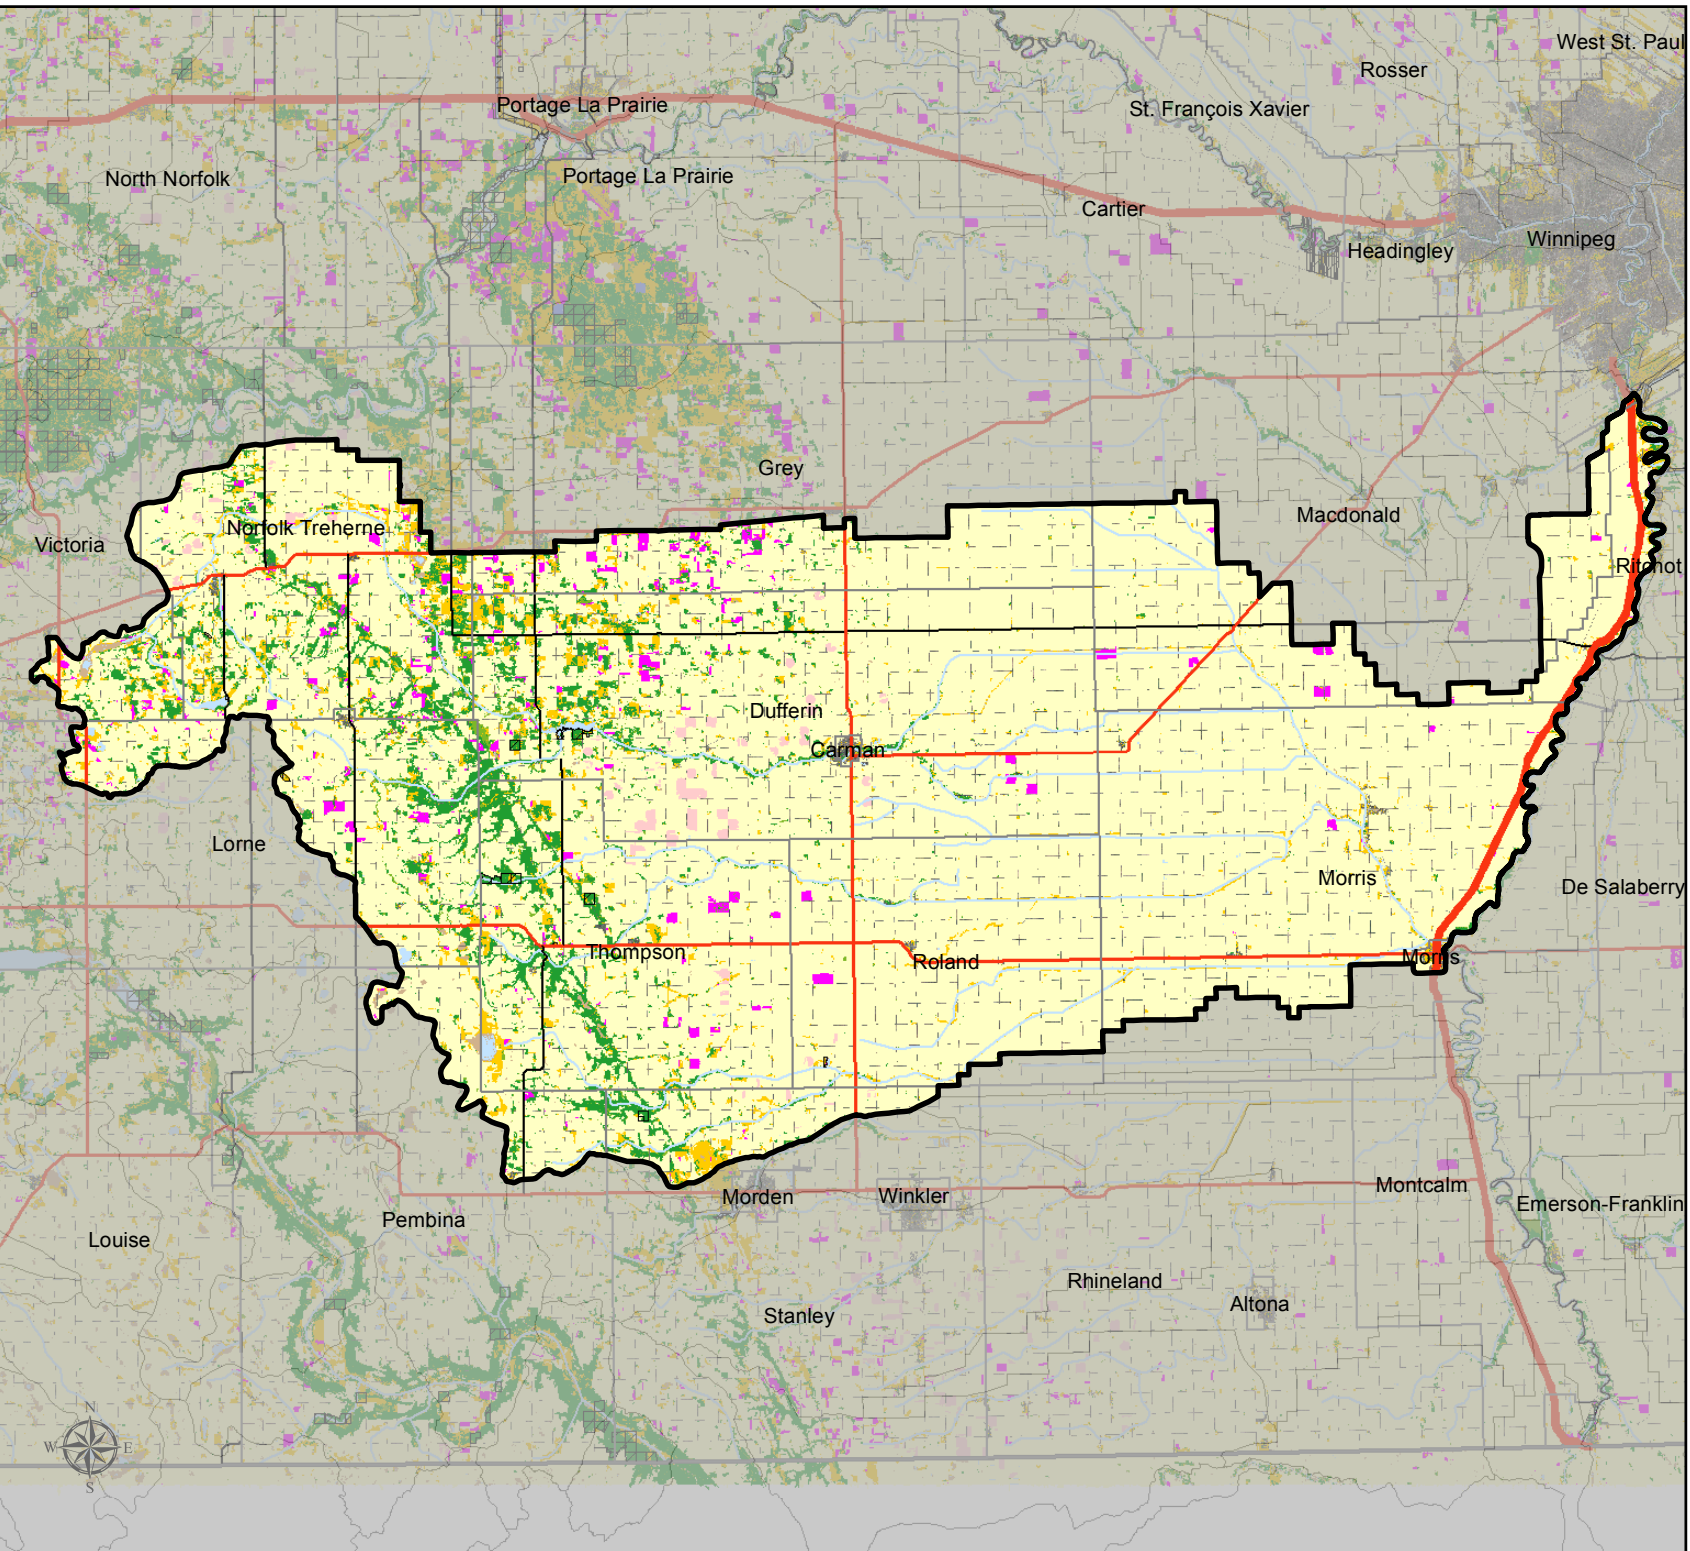 West St. Paul
Rosser
Portage La Prairie
St. François Xavier
Portage La Prairie
North Norfolk
Cartier
Winnipeg
Headingley
Grey
Macdonald
Norfolk Treherne
Victoria
Ritchot
Dufferin
Carman
Lorne
Morris
De Salaberry
Thompson
Roland
Morris
Morden
Winkler
Montcalm
Emerson-Franklin
Pembina
Louise
Rhineland
Altona
Stanley
N
W
E
S